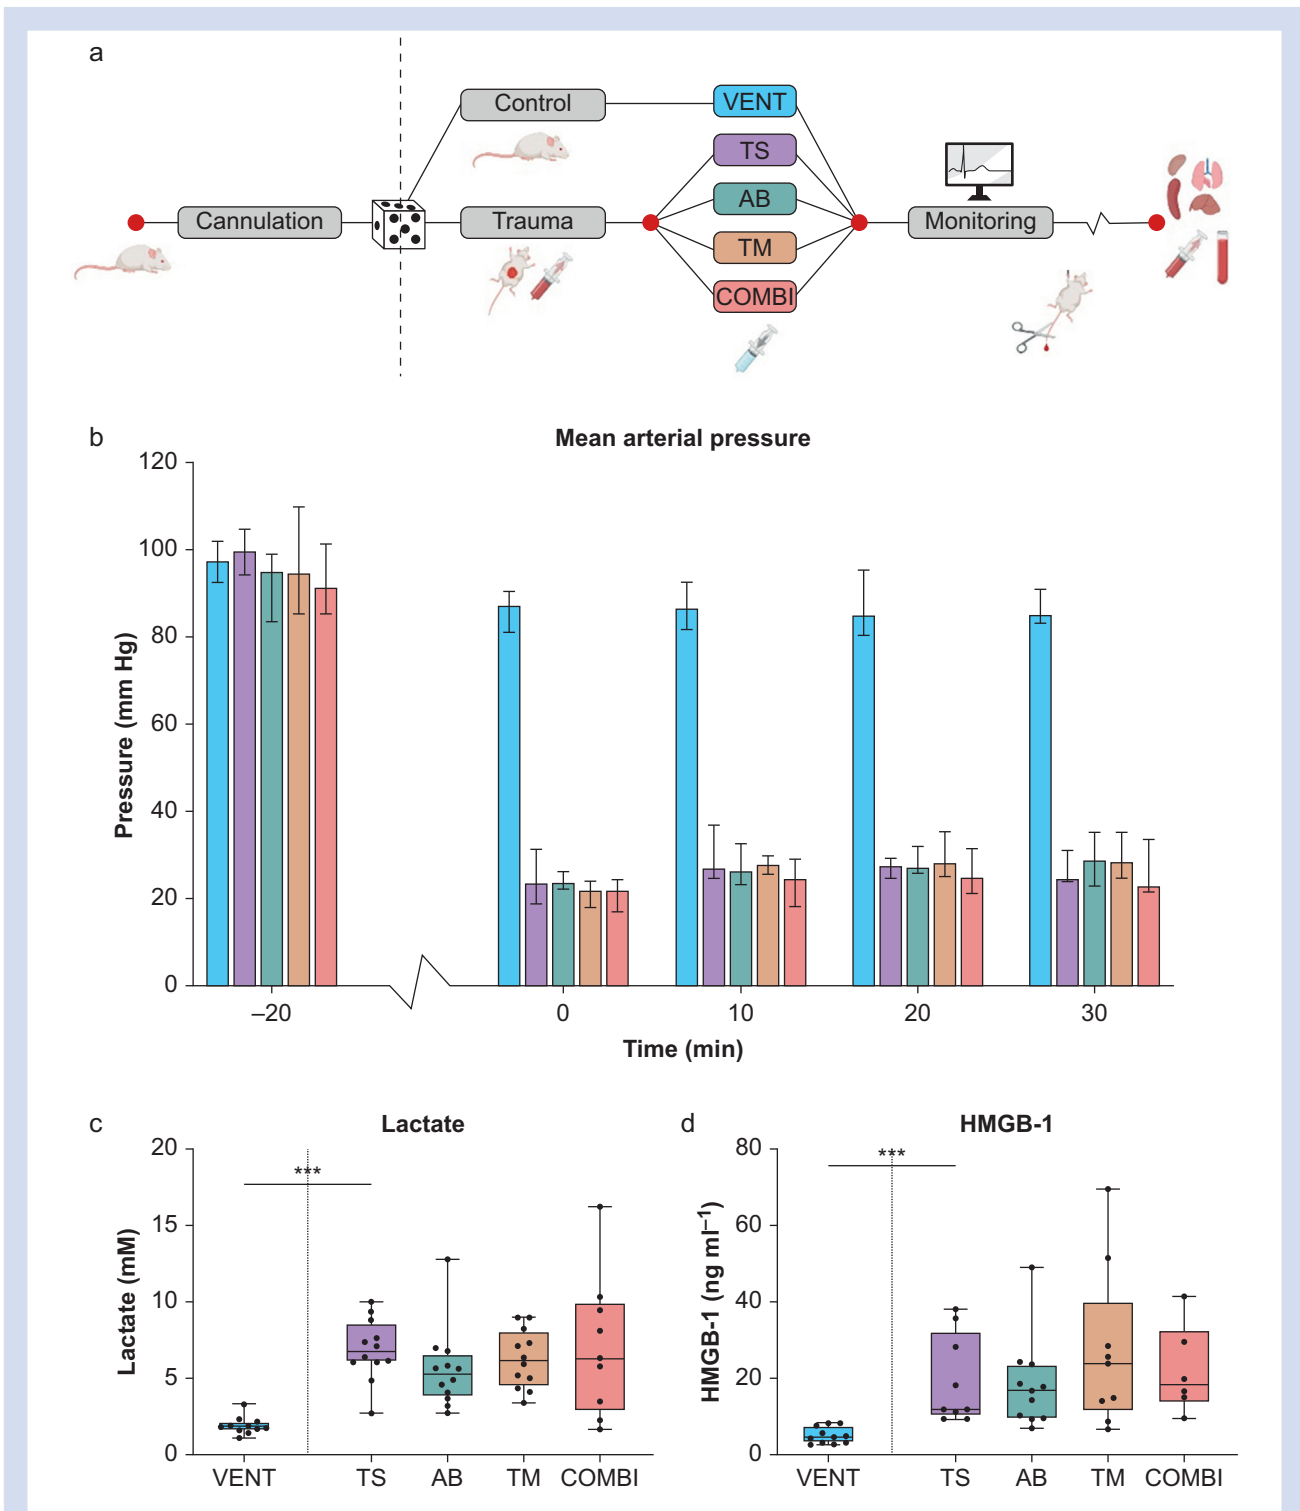 a
Control
VENT
TS
AB
Cannulation
Trauma
Monitoring
TM
COMBI
b
Mean arterial pressure
120
100
80
60
40
20
0
Pressure (mm Hg)
–20
0
10
20
30
Time (min)
c
Lactate
20
15
10
5
0
Lactate (mM)
***
VENT
TS
AB
TM
COMBI
d
HMGB-1
80
60
40
20
0
HMGB-1 (ng ml⁻¹)
***
VENT
TS
AB
TM
COMBI